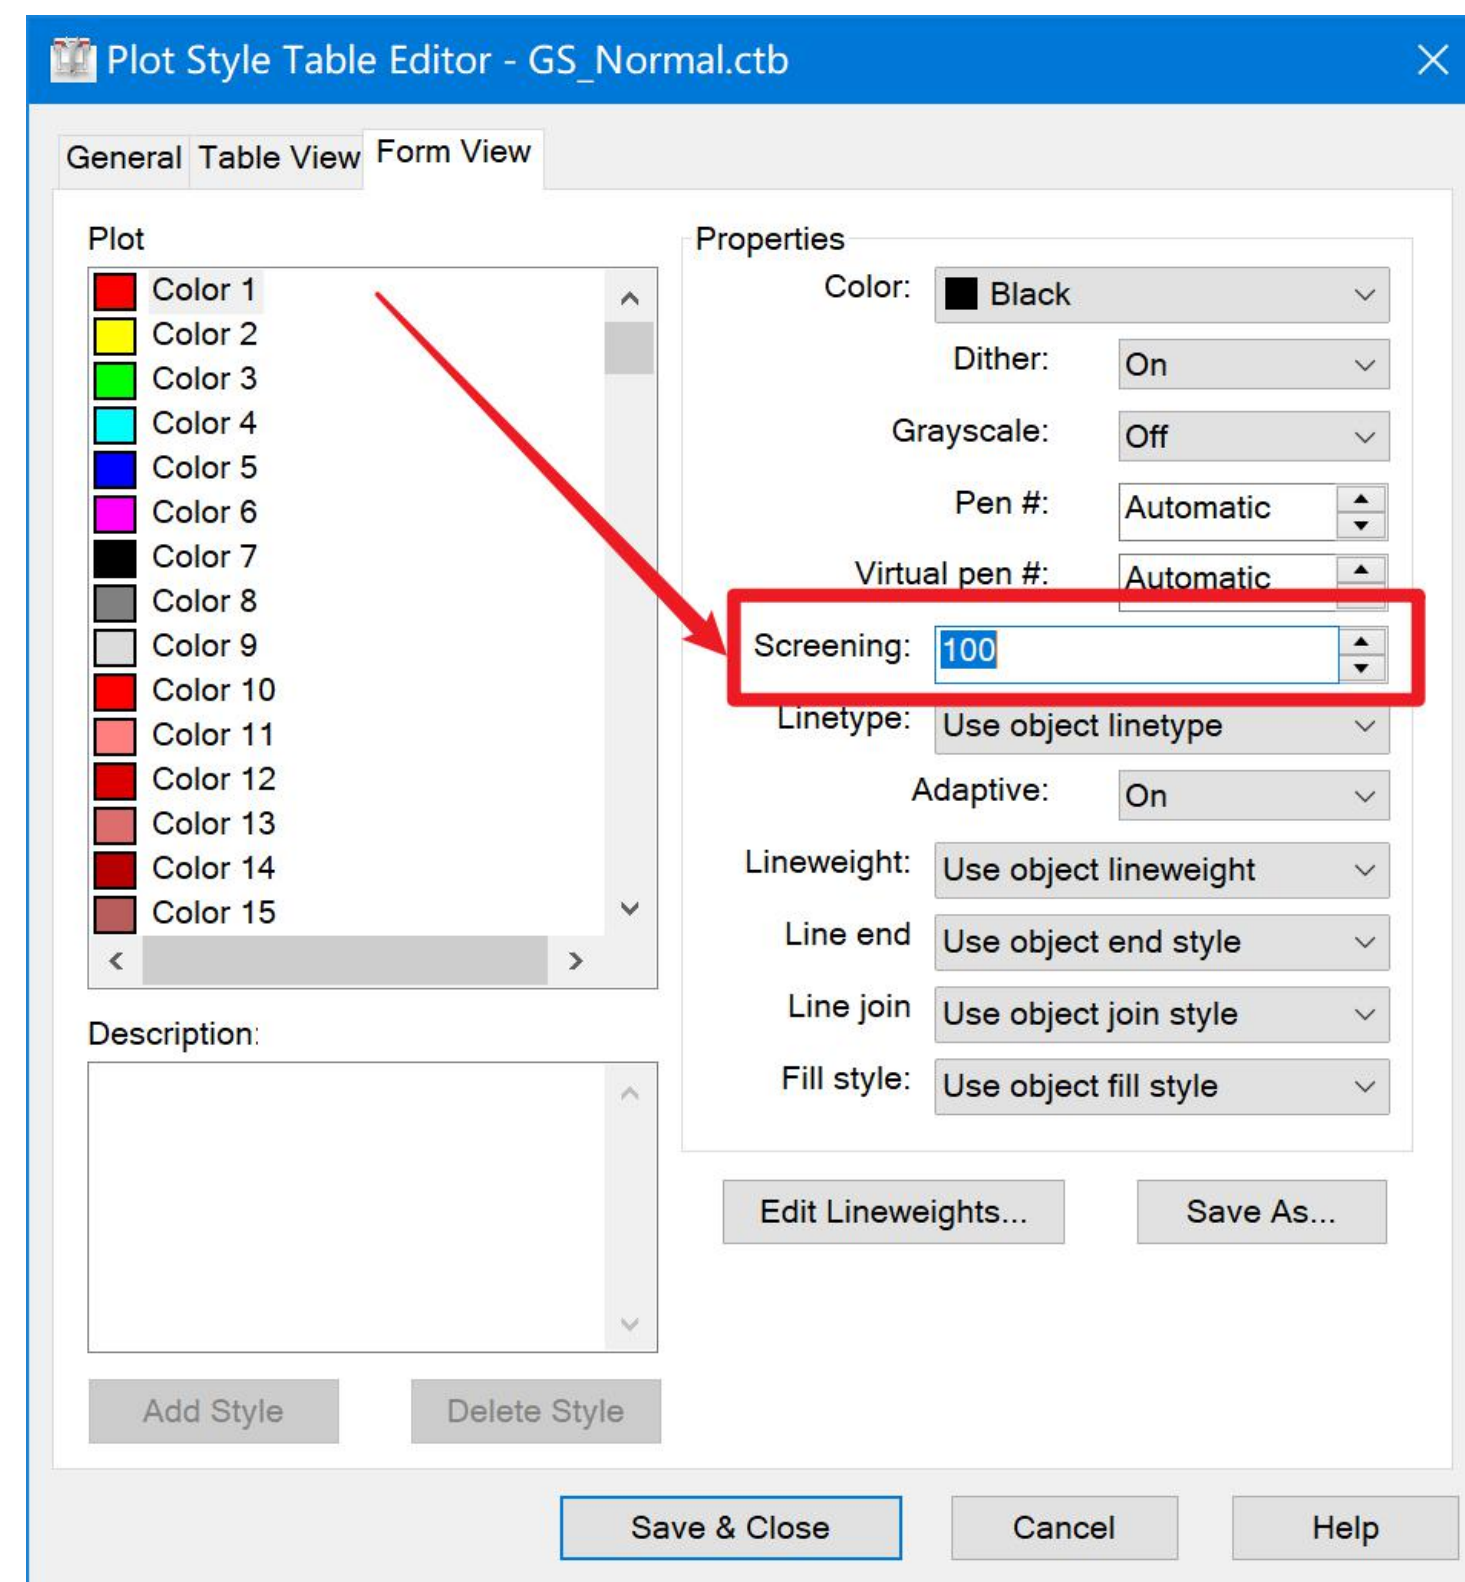 Plot Style Table Editor - GS_Normal.ctb
General Table View Form View
Plot
Color 1
Color 2
Color 3
Color 4
Color 5
Color 6
Color 7
Color 8
Color 9
Color 10
Color 11
Color 12
Color 13
Color 14
Color 15
Description:
Add Style Delete Style
Properties
Color: Black
Dither: On
Grayscale: Off
Pen #: Automatic
Virtual pen #: Automatic
Screening: 100
Linetype: Use object linetype
Adaptive: On
Lineweight: Use object lineweight
Line end Use object end style
Line join Use object join style
Fill style: Use object fill style
Edit Lineweights... Save As...
Save & Close Cancel Help